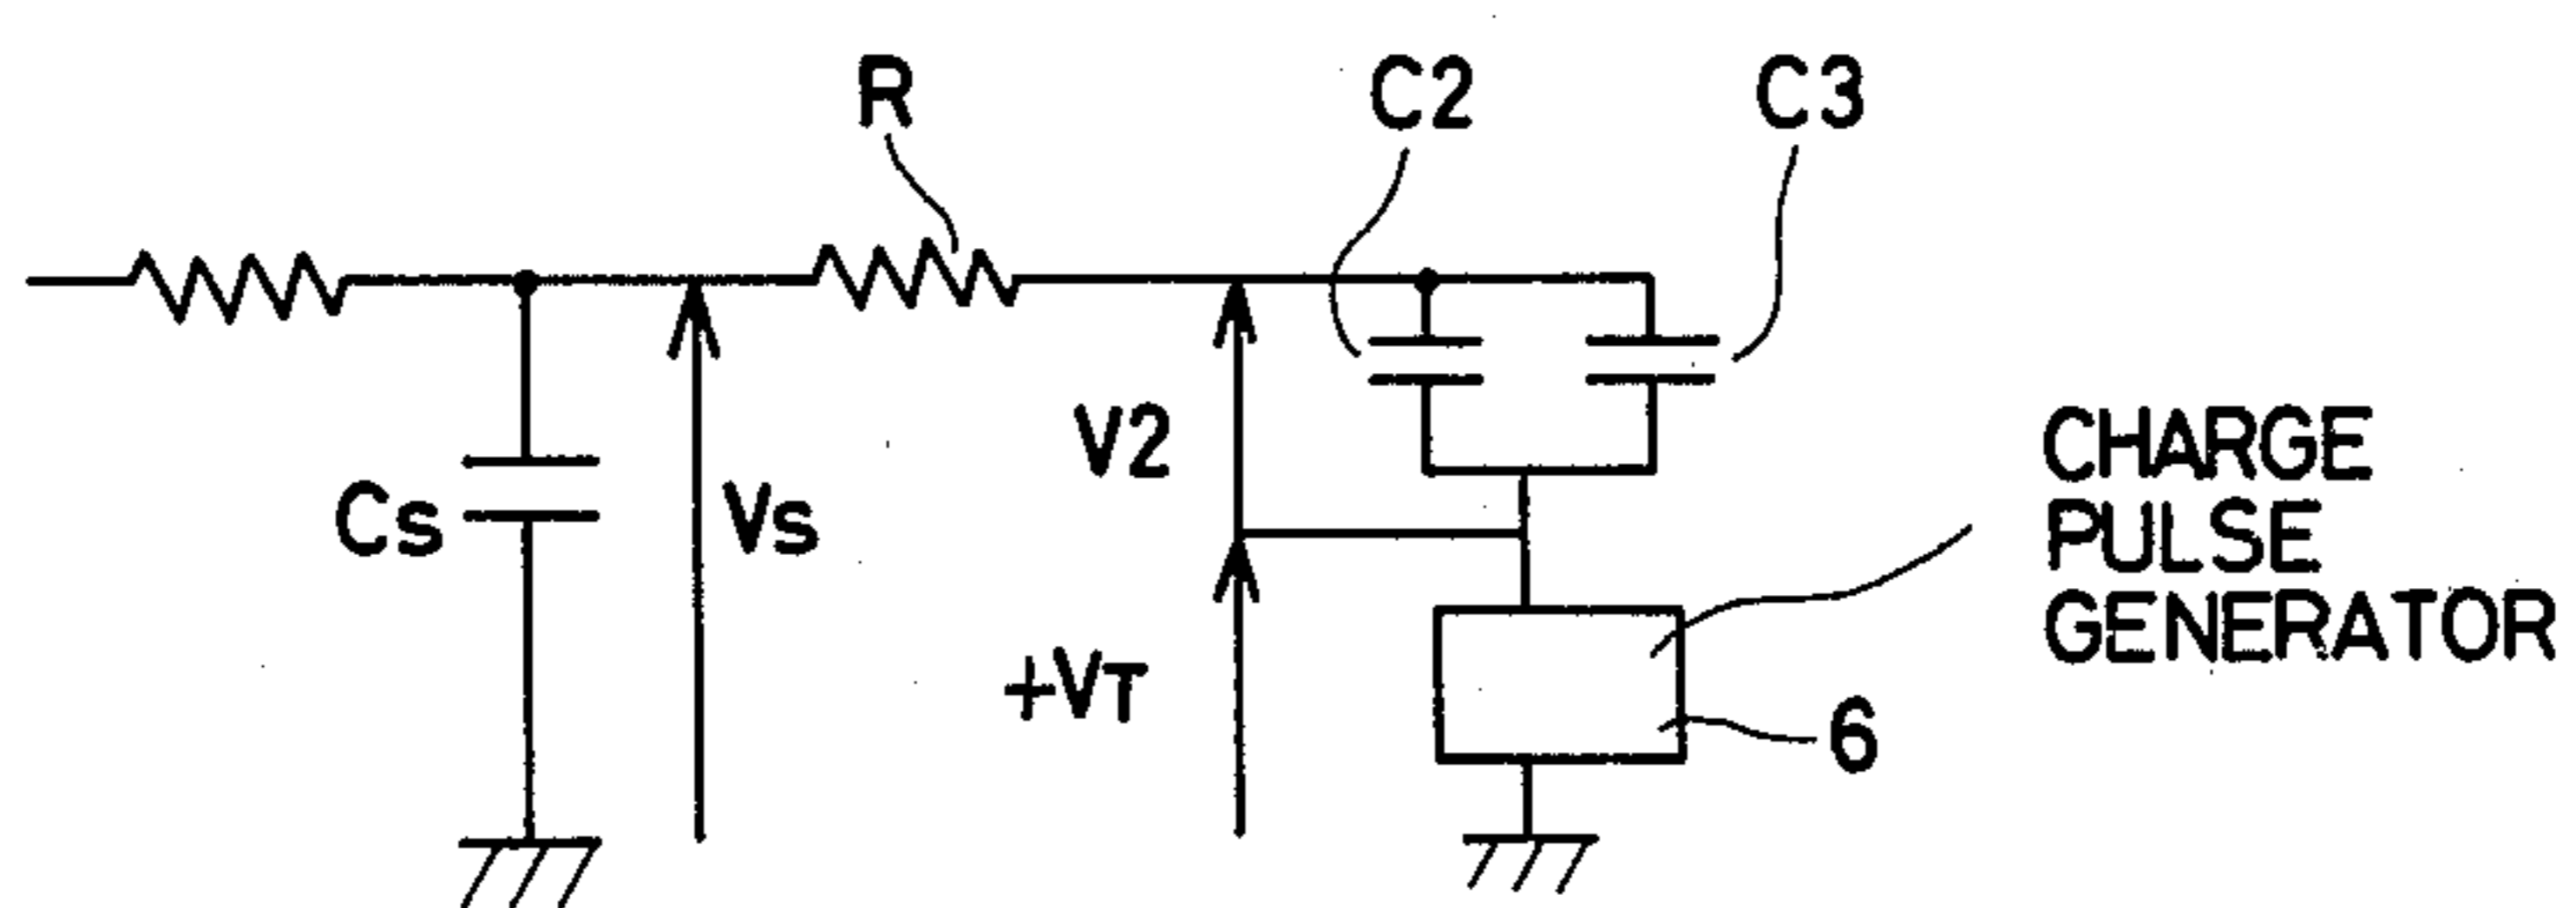 R
C2
C3
Cs
Vs
V2
+VT
CHARGE
PULSE
GENERATOR
6